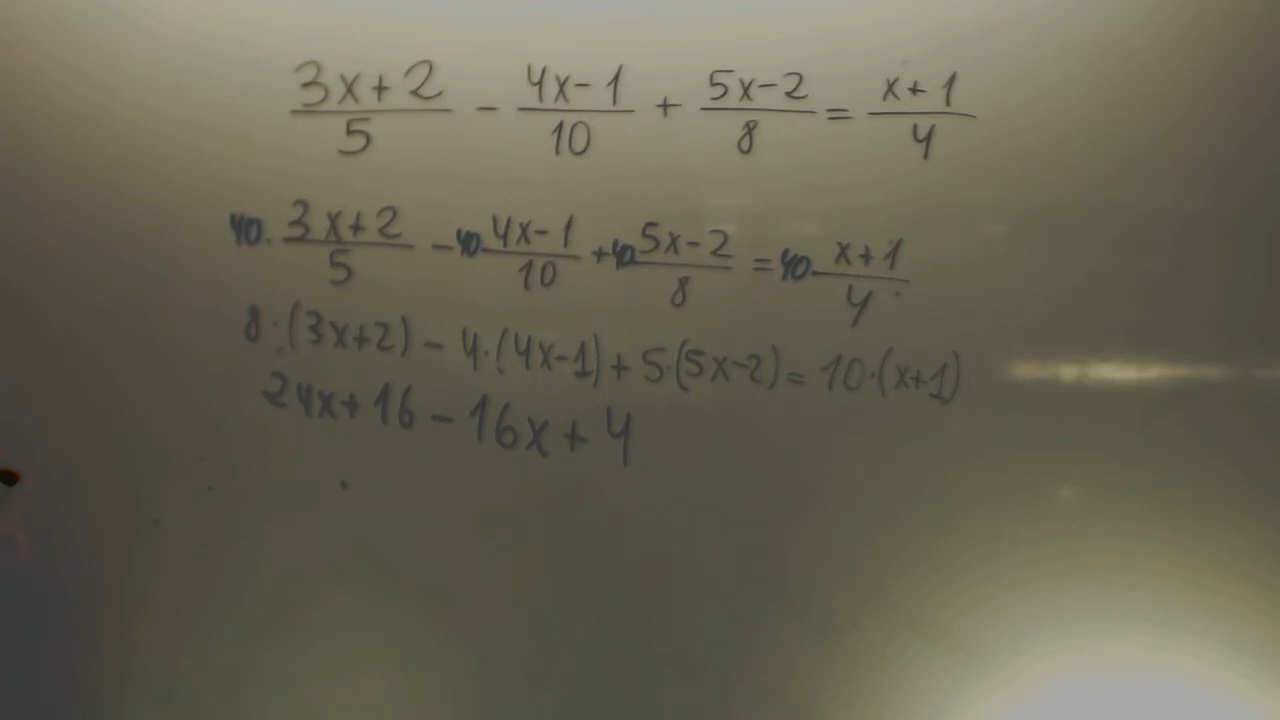 (3x+2)/5 - (4x-1)/10 + (5x-2)/8 = (x+1)/4
40·(3x+2)/5 - 40·(4x-1)/10 + 40·(5x-2)/8 = 40·(x+1)/4
8·(3x+2) - 4·(4x-1) + 5·(5x-2) = 10·(x+1)
24x+16 - 16x + 4